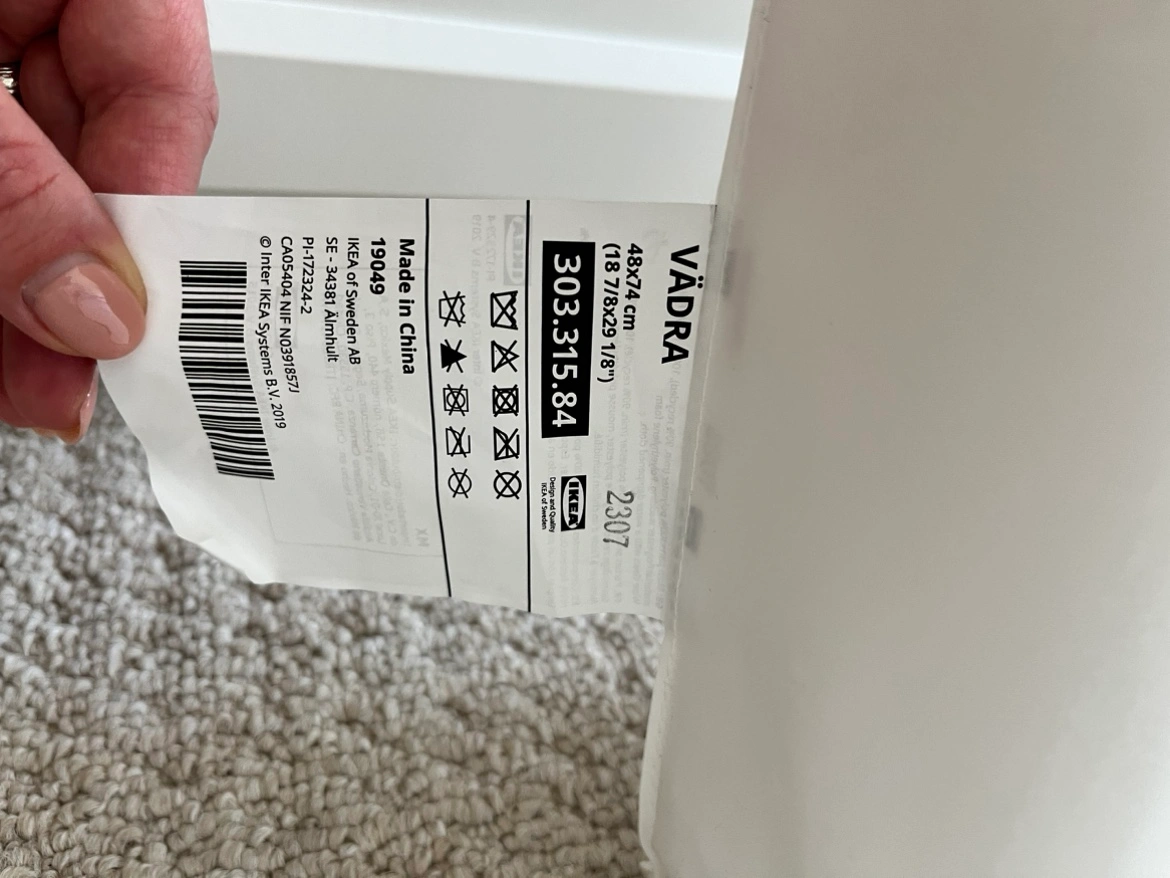 VÄDRA
48x74 cm
(18 7/8x29 1/8")
2307
303.315.84
IKEA
Design and Quality
IKEA of Sweden
Made in China
19049
IKEA of Sweden AB
SE - 34381 Älmhult
PI-172324-2
CA05404 NIF N0391857J
© Inter IKEA Systems B.V. 2019